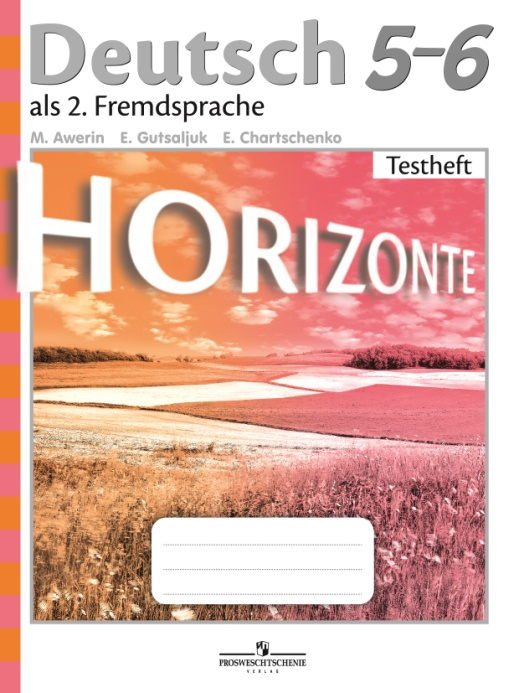 Deutsch 5–6
als 2. Fremdsprache
M. Awerin E. Gutsaljuk E. Chartschenko
Testheft
HORIZONTE
PROSWESCHTSCHENIE
VERLAG